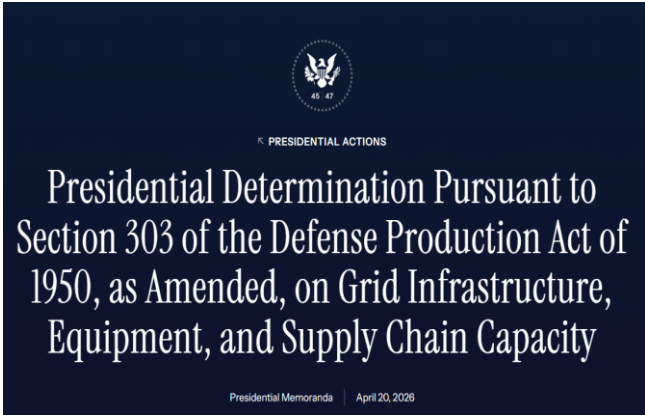 45 47
PRESIDENTIAL ACTIONS
Presidential Determination Pursuant to
Section 303 of the Defense Production Act of
1950, as Amended, on Grid Infrastructure,
Equipment, and Supply Chain Capacity
Presidential Memoranda April 20, 2026